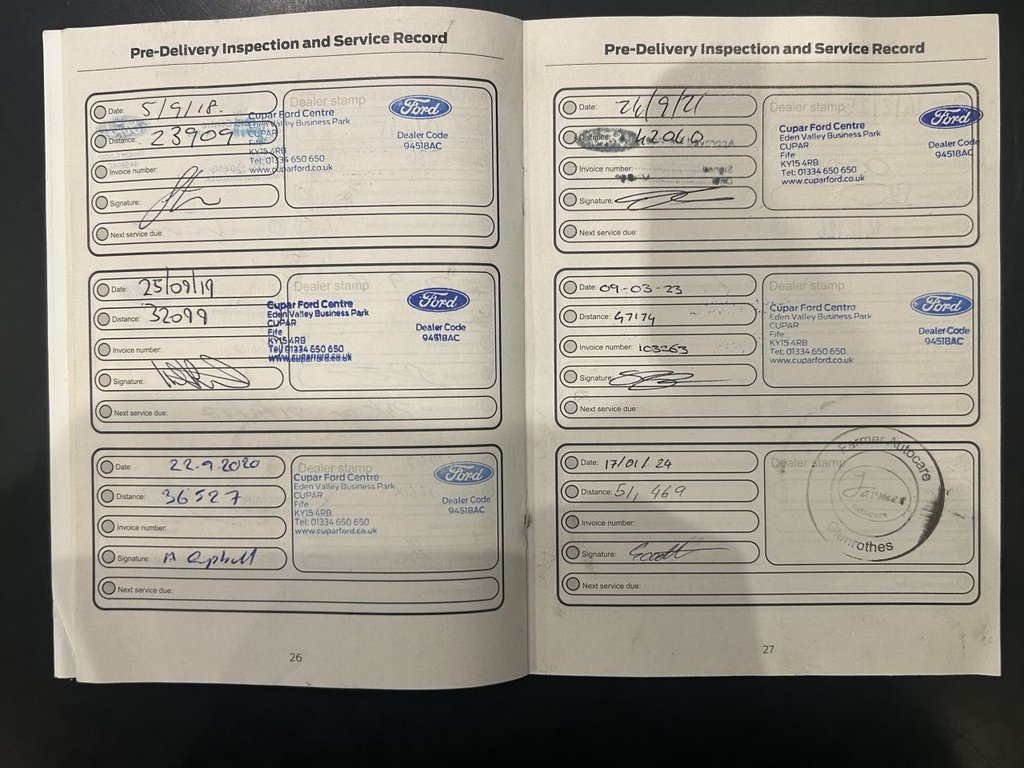 Pre-Delivery Inspection and Service Record
Date: 5/9/18.
Distance: 23909
Invoice number:
Signature:
Next service due:
Dealer stamp
Cupar Ford Centre
Eden Valley Business Park
CUPAR
Fife
KY15 4RB
Tel: 01334 650 650
www.cuparford.co.uk
Ford
Dealer Code
94518AC
Date: 25/09/19
Distance: 32099
Invoice number:
Signature:
Next service due:
Dealer stamp
Cupar Ford Centre
Eden Valley Business Park
CUPAR
Fife
KY15 4RB
Tel: 01334 650 650
www.cuparford.co.uk
Ford
Dealer Code
94518AC
Date: 22.9.2020
Distance: 36527
Invoice number:
Signature:
Next service due:
Dealer stamp
Cupar Ford Centre
Eden Valley Business Park
CUPAR
Fife
KY15 4RB
Tel: 01334 650 650
www.cuparford.co.uk
Ford
Dealer Code
94518AC
26
Pre-Delivery Inspection and Service Record
Date: 24/9/21
Distance: 42060
Invoice number:
Signature:
Next service due:
Dealer stamp
Cupar Ford Centre
Eden Valley Business Park
CUPAR
Fife
KY15 4RB
Tel: 01334 650 650
www.cuparford.co.uk
Ford
Dealer Code
94518AC
Date: 09-03-23
Distance: 47174
Invoice number: 103263
Signature:
Next service due:
Dealer stamp
Cupar Ford Centre
Eden Valley Business Park
CUPAR
Fife
KY15 4RB
Tel: 01334 650 650
www.cuparford.co.uk
Ford
Dealer Code
94518AC
Date: 17/01/24
Distance: 51,469
Invoice number:
Signature:
Next service due:
Dealer stamp
Farmer Autocare
Farmer
autocare
Glenrothes
27